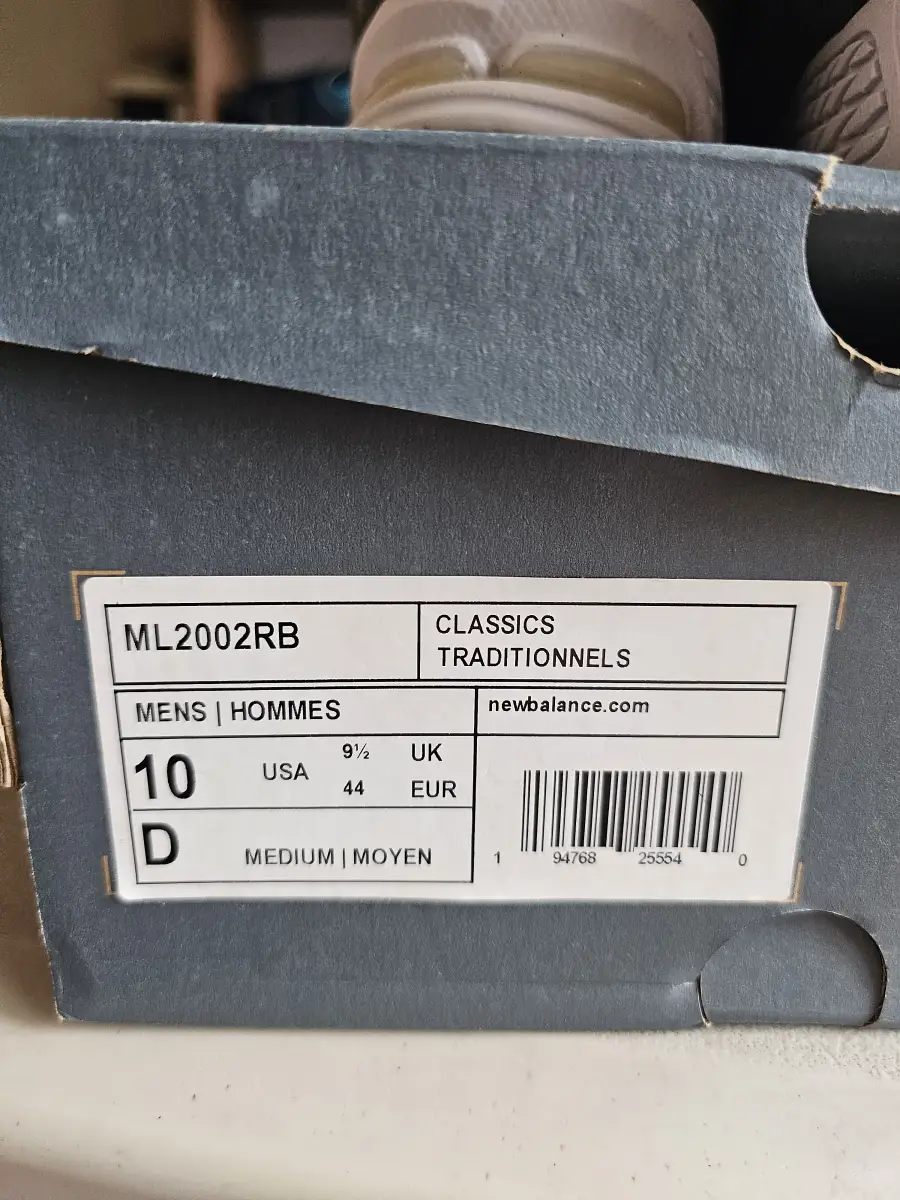 ML2002RB
CLASSICS
TRADITIONNELS
MENS | HOMMES
newbalance.com
10 USA 9½ UK
44 EUR
D MEDIUM | MOYEN
1 94768 25554 0